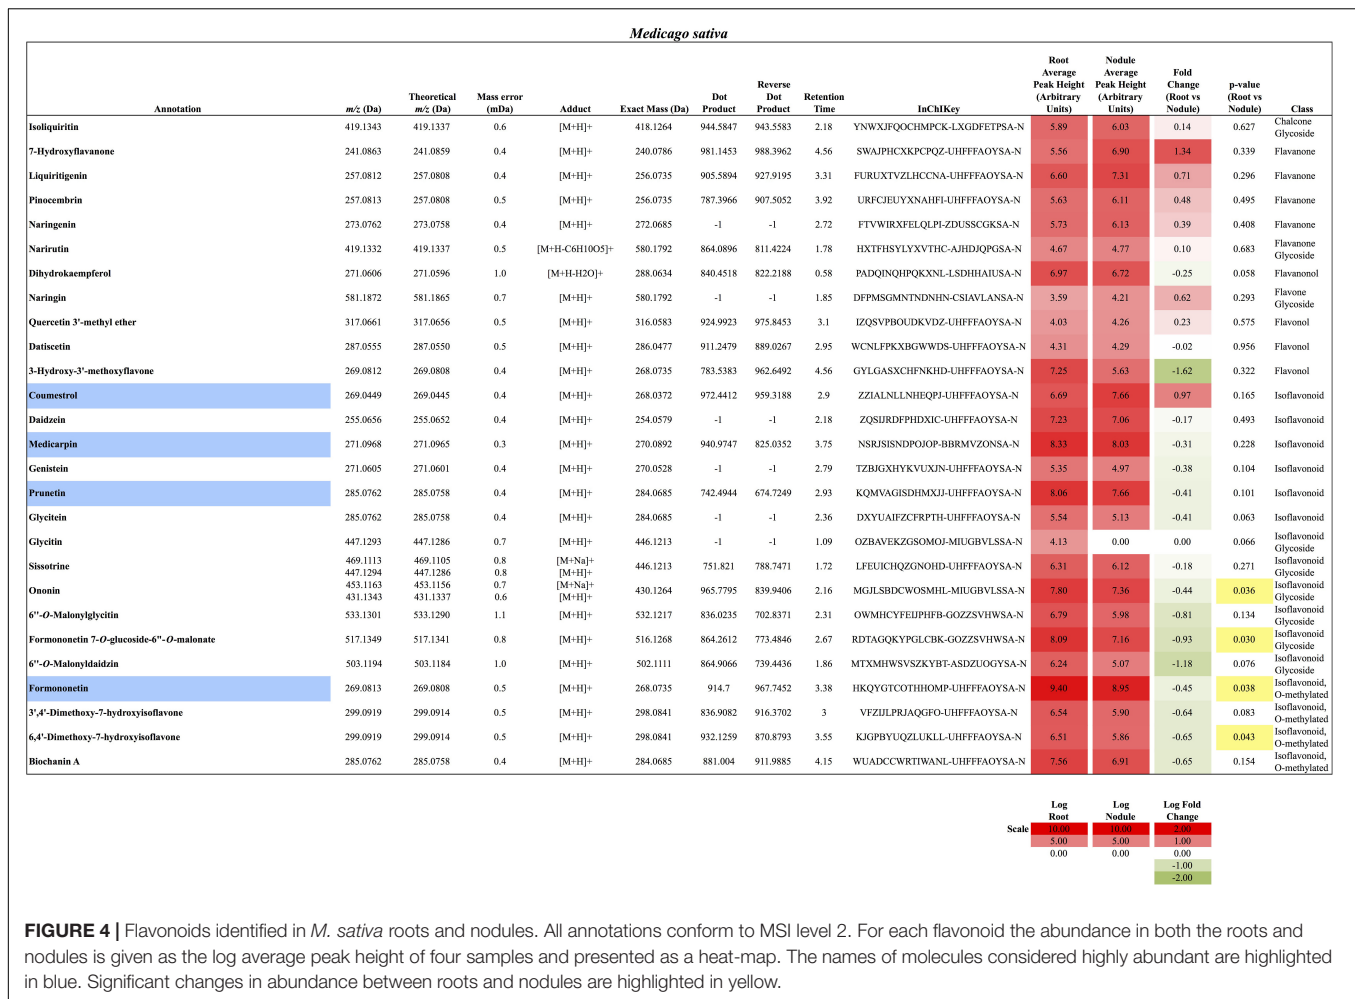 Medicago sativa
Annotation m/z (Da) Theoretical m/z (Da) Mass error (mDa) Adduct Exact Mass (Da) Dot Product Reverse Dot Product Retention Time InChIKey Root Average Peak Height (Arbitrary Units) Nodule Average Peak Height (Arbitrary Units) Fold Change (Root vs Nodule) p-value (Root vs Nodule) Class
Isoliquiritin 419.1343 419.1337 0.6 [M+H]+ 418.1264 944.5847 943.5583 2.18 YNWXJFQOCHMPCK-LXGDFETPSA-N 5.89 6.03 0.14 0.627 Chalcone Glycoside
7-Hydroxyflavanone 241.0863 241.0859 0.4 [M+H]+ 240.0786 981.1453 988.3962 4.56 SWAJPHCXKPCPQZ-UHFFFAOYSA-N 5.56 6.90 1.34 0.339 Flavanone
Liquiritigenin 257.0812 257.0808 0.4 [M+H]+ 256.0735 905.5894 927.9195 3.31 FURUXTVZLHCCNA-UHFFFAOYSA-N 6.60 7.31 0.71 0.296 Flavanone
Pinocembrin 257.0813 257.0808 0.5 [M+H]+ 256.0735 787.3966 907.5052 3.92 URFCJEUYXNAHFI-UHFFFAOYSA-N 5.63 6.11 0.48 0.495 Flavanone
Naringenin 273.0762 273.0758 0.4 [M+H]+ 272.0685 -1 -1 2.72 FTVWIRXFELQLPI-ZDUSSCGKSA-N 5.73 6.13 0.39 0.408 Flavanone
Narirutin 419.1332 419.1337 0.5 [M+H-C6H10O5]+ 580.1792 864.0896 811.4224 1.78 HXTFHSYLYXVTHC-AJHDJQPGSA-N 4.67 4.77 0.10 0.683 Flavanone Glycoside
Dihydrokaempferol 271.0606 271.0596 1.0 [M+H-H2O]+ 288.0634 840.4518 822.2188 0.58 PADQINQHPQKXNL-LSDHHAIUSA-N 6.97 6.72 -0.25 0.058 Flavanonol
Naringin 581.1872 581.1865 0.7 [M+H]+ 580.1792 -1 -1 1.85 DFPMSGMNTNDNHN-CSIAVLANSA-N 3.59 4.21 0.62 0.293 Flavone Glycoside
Quercetin 3'-methyl ether 317.0661 317.0656 0.5 [M+H]+ 316.0583 924.9923 975.8453 3.1 IZQSVPBOUDKVDZ-UHFFFAOYSA-N 4.03 4.26 0.23 0.575 Flavonol
Datiscetin 287.0555 287.0550 0.5 [M+H]+ 286.0477 911.2479 889.0267 2.95 WCNLFPKXBGWWDS-UHFFFAOYSA-N 4.31 4.29 -0.02 0.956 Flavonol
3-Hydroxy-3'-methoxyflavone 269.0812 269.0808 0.4 [M+H]+ 268.0735 783.5383 962.6492 4.56 GYLGASXCHFNKHD-UHFFFAOYSA-N 7.25 5.63 -1.62 0.322 Flavonol
Coumestrol 269.0449 269.0445 0.4 [M+H]+ 268.0372 972.4412 959.3188 2.9 ZZIALNLLNHEQPJ-UHFFFAOYSA-N 6.69 7.66 0.97 0.165 Isoflavonoid
Daidzein 255.0656 255.0652 0.4 [M+H]+ 254.0579 -1 -1 2.18 ZQSIJRDFPHDXIC-UHFFFAOYSA-N 7.23 7.06 -0.17 0.493 Isoflavonoid
Medicarpin 271.0968 271.0965 0.3 [M+H]+ 270.0892 940.9747 825.0352 3.75 NSRJSISNDPOJOP-BBRMVZONSA-N 8.33 8.03 -0.31 0.228 Isoflavonoid
Genistein 271.0605 271.0601 0.4 [M+H]+ 270.0528 -1 -1 2.79 TZBJGXHYKVUXJN-UHFFFAOYSA-N 5.35 4.97 -0.38 0.104 Isoflavonoid
Prunetin 285.0762 285.0758 0.4 [M+H]+ 284.0685 742.4944 674.7249 2.93 KQMVAGISDHMXJJ-UHFFFAOYSA-N 8.06 7.66 -0.41 0.101 Isoflavonoid
Glycitein 285.0762 285.0758 0.4 [M+H]+ 284.0685 -1 -1 2.36 DXYUAIFZCFRPTH-UHFFFAOYSA-N 5.54 5.13 -0.41 0.063 Isoflavonoid
Glycitin 447.1293 447.1286 0.7 [M+H]+ 446.1213 -1 -1 1.09 OZBAVEKZGSOMOJ-MIUGBVLSSA-N 4.13 0.00 0.00 0.066 Isoflavonoid Glycoside
Sissotrine 469.1113 447.1294 469.1105 447.1286 0.8 0.8 [M+Na]+ [M+H]+ 446.1213 751.821 788.7471 1.72 LFEUICHQZGNOHD-UHFFFAOYSA-N 6.31 6.12 -0.18 0.271 Isoflavonoid Glycoside
Ononin 453.1163 431.1343 453.1156 431.1337 0.7 0.6 [M+Na]+ [M+H]+ 430.1264 965.7795 839.9406 2.16 MGJLSBDCWOSMHL-MIUGBVLSSA-N 7.80 7.36 -0.44 0.036 Isoflavonoid Glycoside
6"-O-Malonylglycitin 533.1301 533.1290 1.1 [M+H]+ 532.1217 836.0235 702.8371 2.31 OWMHCYFEIJPHFB-GOZZSVHWSA-N 6.79 5.98 -0.81 0.134 Isoflavonoid Glycoside
Formononetin 7-O-glucoside-6"-O-malonate 517.1349 517.1341 0.8 [M+H]+ 516.1268 864.2612 773.4846 2.67 RDTAGQKYPGLCBK-GOZZSVHWSA-N 8.09 7.16 -0.93 0.030 Isoflavonoid Glycoside
6"-O-Malonyldaidzin 503.1194 503.1184 1.0 [M+H]+ 502.1111 864.9066 739.4436 1.86 MTXMHWSVSZKYBT-ASDZUOGYSA-N 6.24 5.07 -1.18 0.076 Isoflavonoid Glycoside
Formononetin 269.0813 269.0808 0.5 [M+H]+ 268.0735 914.7 967.7452 3.38 HKQYGTCOTHHOMP-UHFFFAOYSA-N 9.40 8.95 -0.45 0.038 Isoflavonoid, O-methylated
3',4'-Dimethoxy-7-hydroxyisoflavone 299.0919 299.0914 0.5 [M+H]+ 298.0841 836.9082 916.3702 3 VFZIJLPRJAQGFO-UHFFFAOYSA-N 6.54 5.90 -0.64 0.083 Isoflavonoid, O-methylated
6,4'-Dimethoxy-7-hydroxyisoflavone 299.0919 299.0914 0.5 [M+H]+ 298.0841 932.1259 870.8793 3.55 KJGPBYUQZLUKLL-UHFFFAOYSA-N 6.51 5.86 -0.65 0.043 Isoflavonoid, O-methylated
Biochanin A 285.0762 285.0758 0.4 [M+H]+ 284.0685 881.004 911.9885 4.15 WUADCCWRTIWANL-UHFFFAOYSA-N 7.56 6.91 -0.65 0.154 Isoflavonoid, O-methylated
Log Root Log Nodule Log Fold Change
Scale 10.00 10.00 2.00
5.00 5.00 1.00
0.00 0.00 0.00
-1.00
-2.00
FIGURE 4 | Flavonoids identified in M. sativa roots and nodules. All annotations conform to MSI level 2. For each flavonoid the abundance in both the roots and
nodules is given as the log average peak height of four samples and presented as a heat-map. The names of molecules considered highly abundant are highlighted
in blue. Significant changes in abundance between roots and nodules are highlighted in yellow.